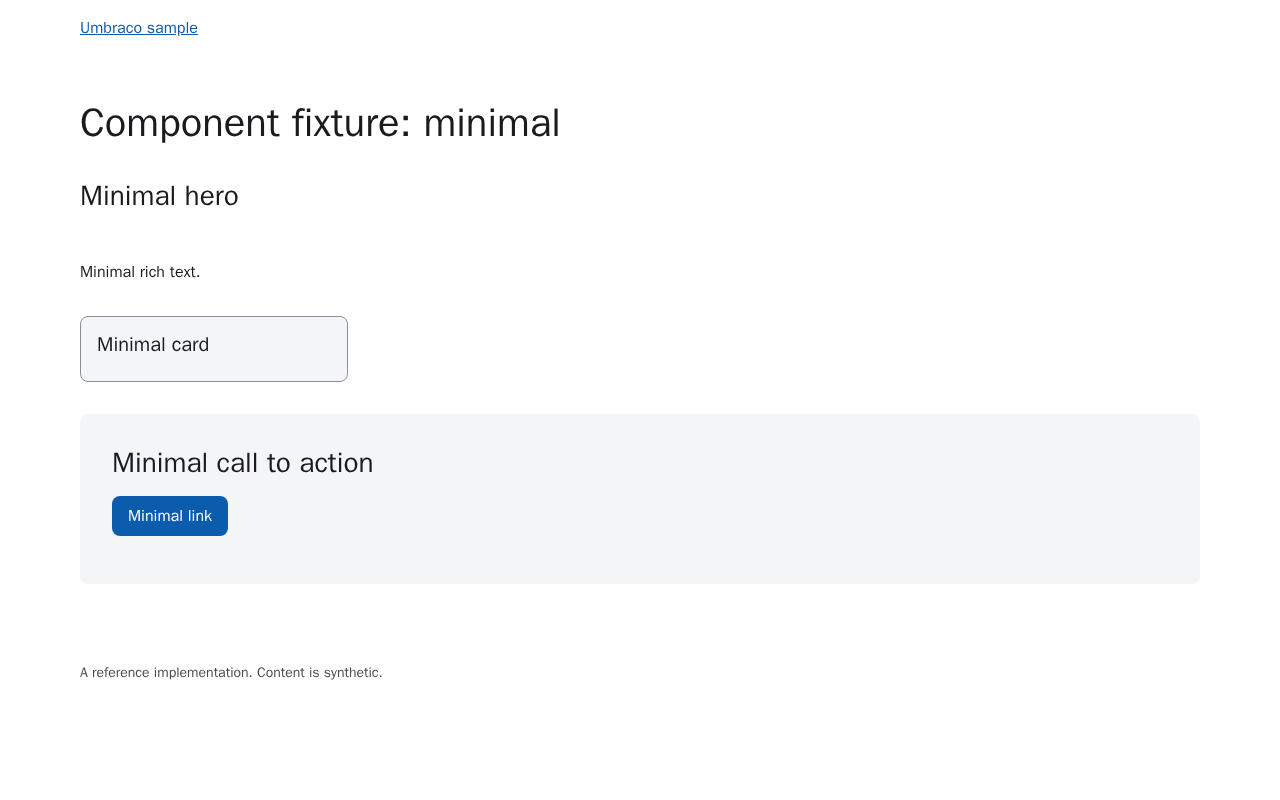 Umbraco sample
Component fixture: minimal
Minimal hero
Minimal rich text.
Minimal card
Minimal call to action
Minimal link
A reference implementation. Content is synthetic.